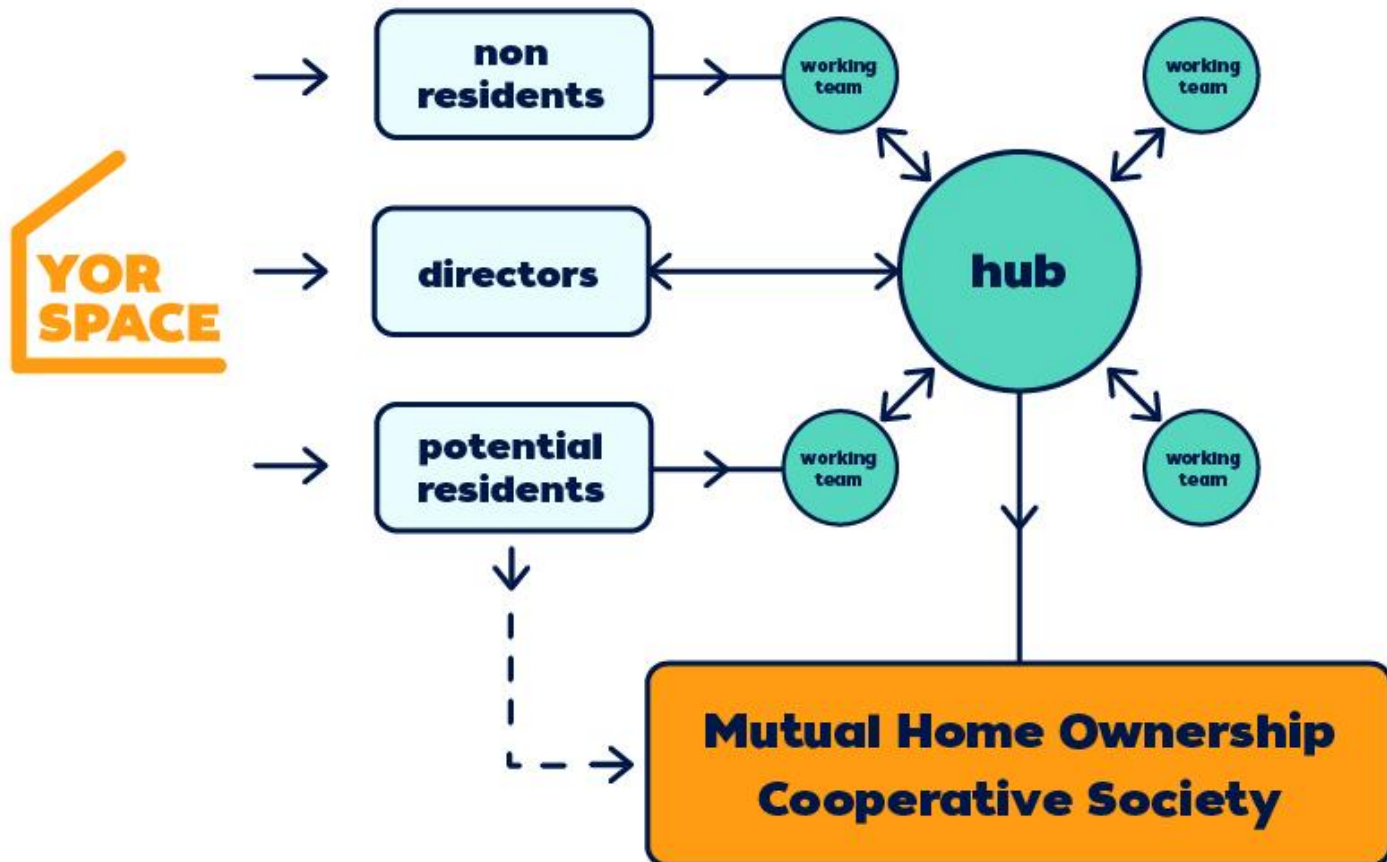 non
residents
working
team
working
team
YOR
SPACE
directors
hub
potential
residents
working
team
working
team
Mutual Home Ownership
Cooperative Society